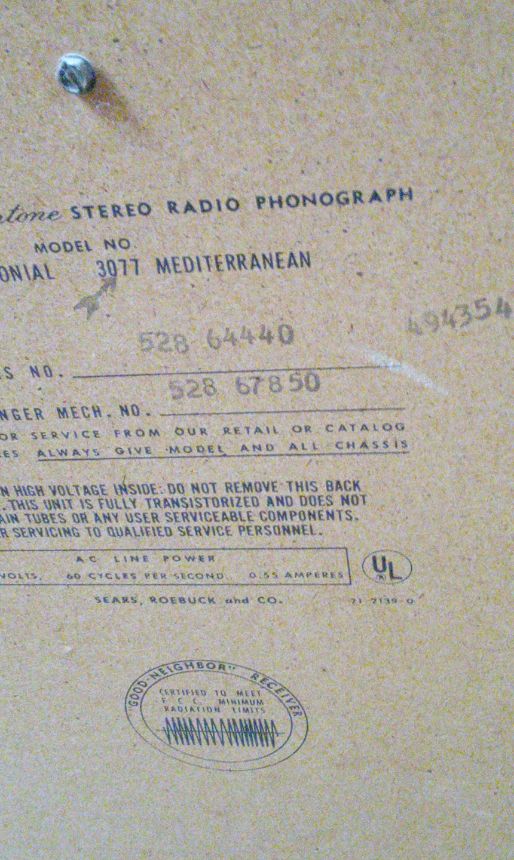 tone STEREO RADIO PHONOGRAPH
MODEL NO
ONIAL 3077 MEDITERRANEAN
528 64440
494354
S NO.
528 67850
NGER MECH. NO.
OR SERVICE FROM OUR RETAIL OR CATALOG
ES ALWAYS GIVE MODEL AND ALL CHASSIS
N HIGH VOLTAGE INSIDE: DO NOT REMOVE THIS BACK
. THIS UNIT IS FULLY TRANSISTORIZED AND DOES NOT
AIN TUBES OR ANY USER SERVICEABLE COMPONENTS.
R SERVICING TO QUALIFIED SERVICE PERSONNEL.
AC LINE POWER
VOLTS, 60 CYCLES PER SECOND 0.55 AMPERES
UL
SEARS, ROEBUCK and CO.
"GOOD-NEIGHBOR" RECEIVER
CERTIFIED TO MEET
F.C.C. MINIMUM
RADIATION LIMITS